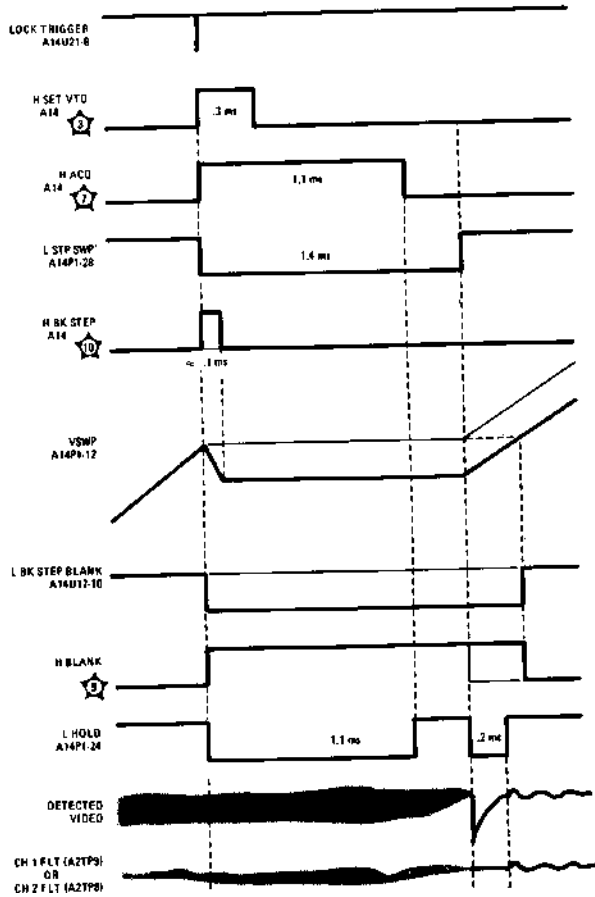 LOCK TRIGGER
A14U21-8
H SET VTO
A14
3
.3 ms
H ACQ
A14
7
1.1 ms
L STP SWP'
A14P1-28
1.4 ms
H BK STEP
A14
10
≈ .1 ms
VSWP
A14P1-12
L BK STEP BLANK
A14U12-10
H BLANK
9
L HOLD
A14P1-24
1.1 ms
.2 ms
DETECTED
VIDEO
CH 1 FLT (A2TP9)
OR
CH 2 FLT (A2TP8)